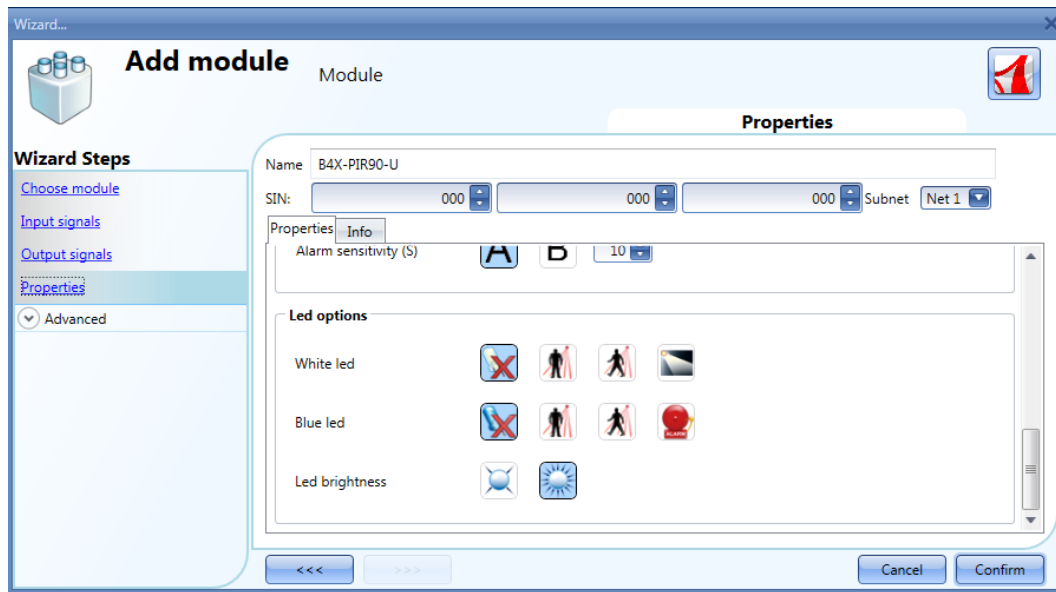 Wizard...
Add module
Module
Properties
Wizard Steps
Choose module
Input signals
Output signals
Properties
Advanced
Name B4X-PIR90-U
SIN: 000 000 000 Subnet Net 1
Properties Info
Alarm sensitivity (S) A B 10
Led options
White led
Blue led
ALARM
Led brightness
<<< >>> Cancel Confirm